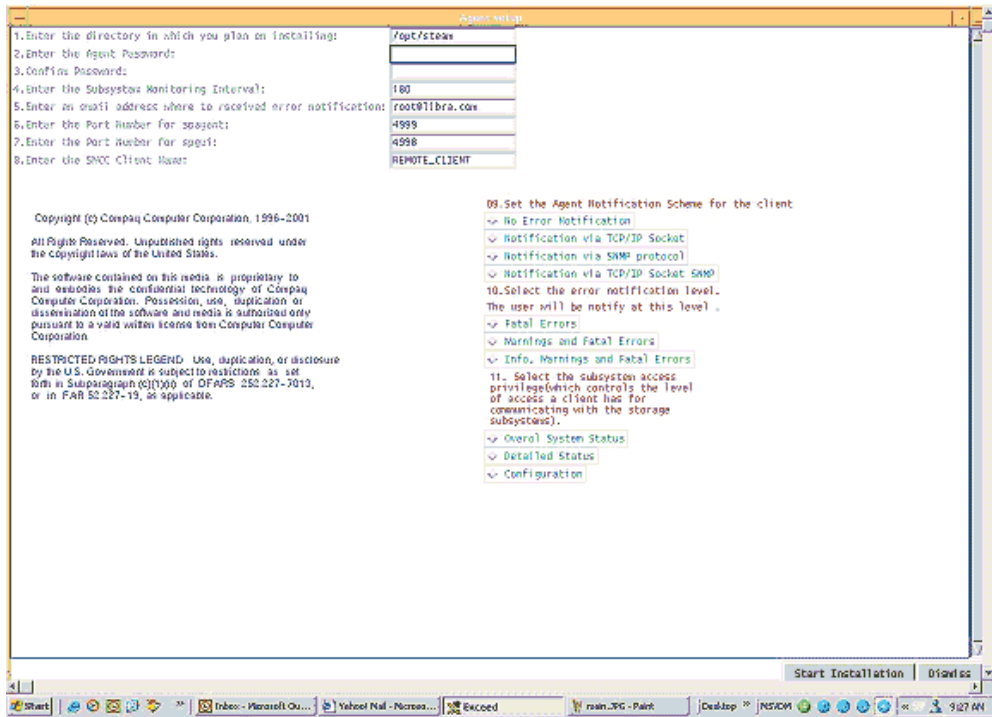 Agent setup
1.Enter the directory in which you plan on installing: /opt/steam
2.Enter the Agent Password:
3.Confirm Password:
4.Enter the Subsystem Monitoring Interval: 180
5.Enter an email address where to received error notification: root@libra.com
6.Enter the Port Number for spagent: 4999
7.Enter the Port Number for spgui: 4998
8.Enter the SWCC Client Name: REMOTE_CLIENT
Copyright (c) Compaq Computer Corporation, 1996-2001
All Rights Reserved. Unpublished rights reserved under
the copyright laws of the United States.
The software contained on this media is proprietary to
and embodies the confidential technology of Compaq
Computer Corporation. Possession, use, duplication or
dissemination of the software and media is authorized only
pursuant to a valid written license from Computer Computer
Corporation
RESTRICTED RIGHTS LEGEND Use, duplication, or disclosure
by the U.S. Government is subject to restrictions as set
forth in Subparagraph (c)(1)(ii) of DFARS 252.227-7013,
or in FAR 52.227-19, as applicable.
09.Set the Agent Notification Scheme for the client
No Error Notification
Notification via TCP/IP Socket
Notification via SNMP protocol
Notification via TCP/IP Socket SNMP
10.Select the error notification level.
The user will be notify at this level .
Fatal Errors
Warnings and Fatal Errors
Info, Warnings and Fatal Errors
11. Select the subsystem access
privilege(which controls the level
of access a client has for
communicating with the storage
subsystems).
Overal System Status
Detailed Status
Configuration
Start Installation Dismiss
Start Inbox - Microsoft Ou... Yahoo! Mail - Microso... Exceed main.JPG - Paint Desktop 9:27 AM